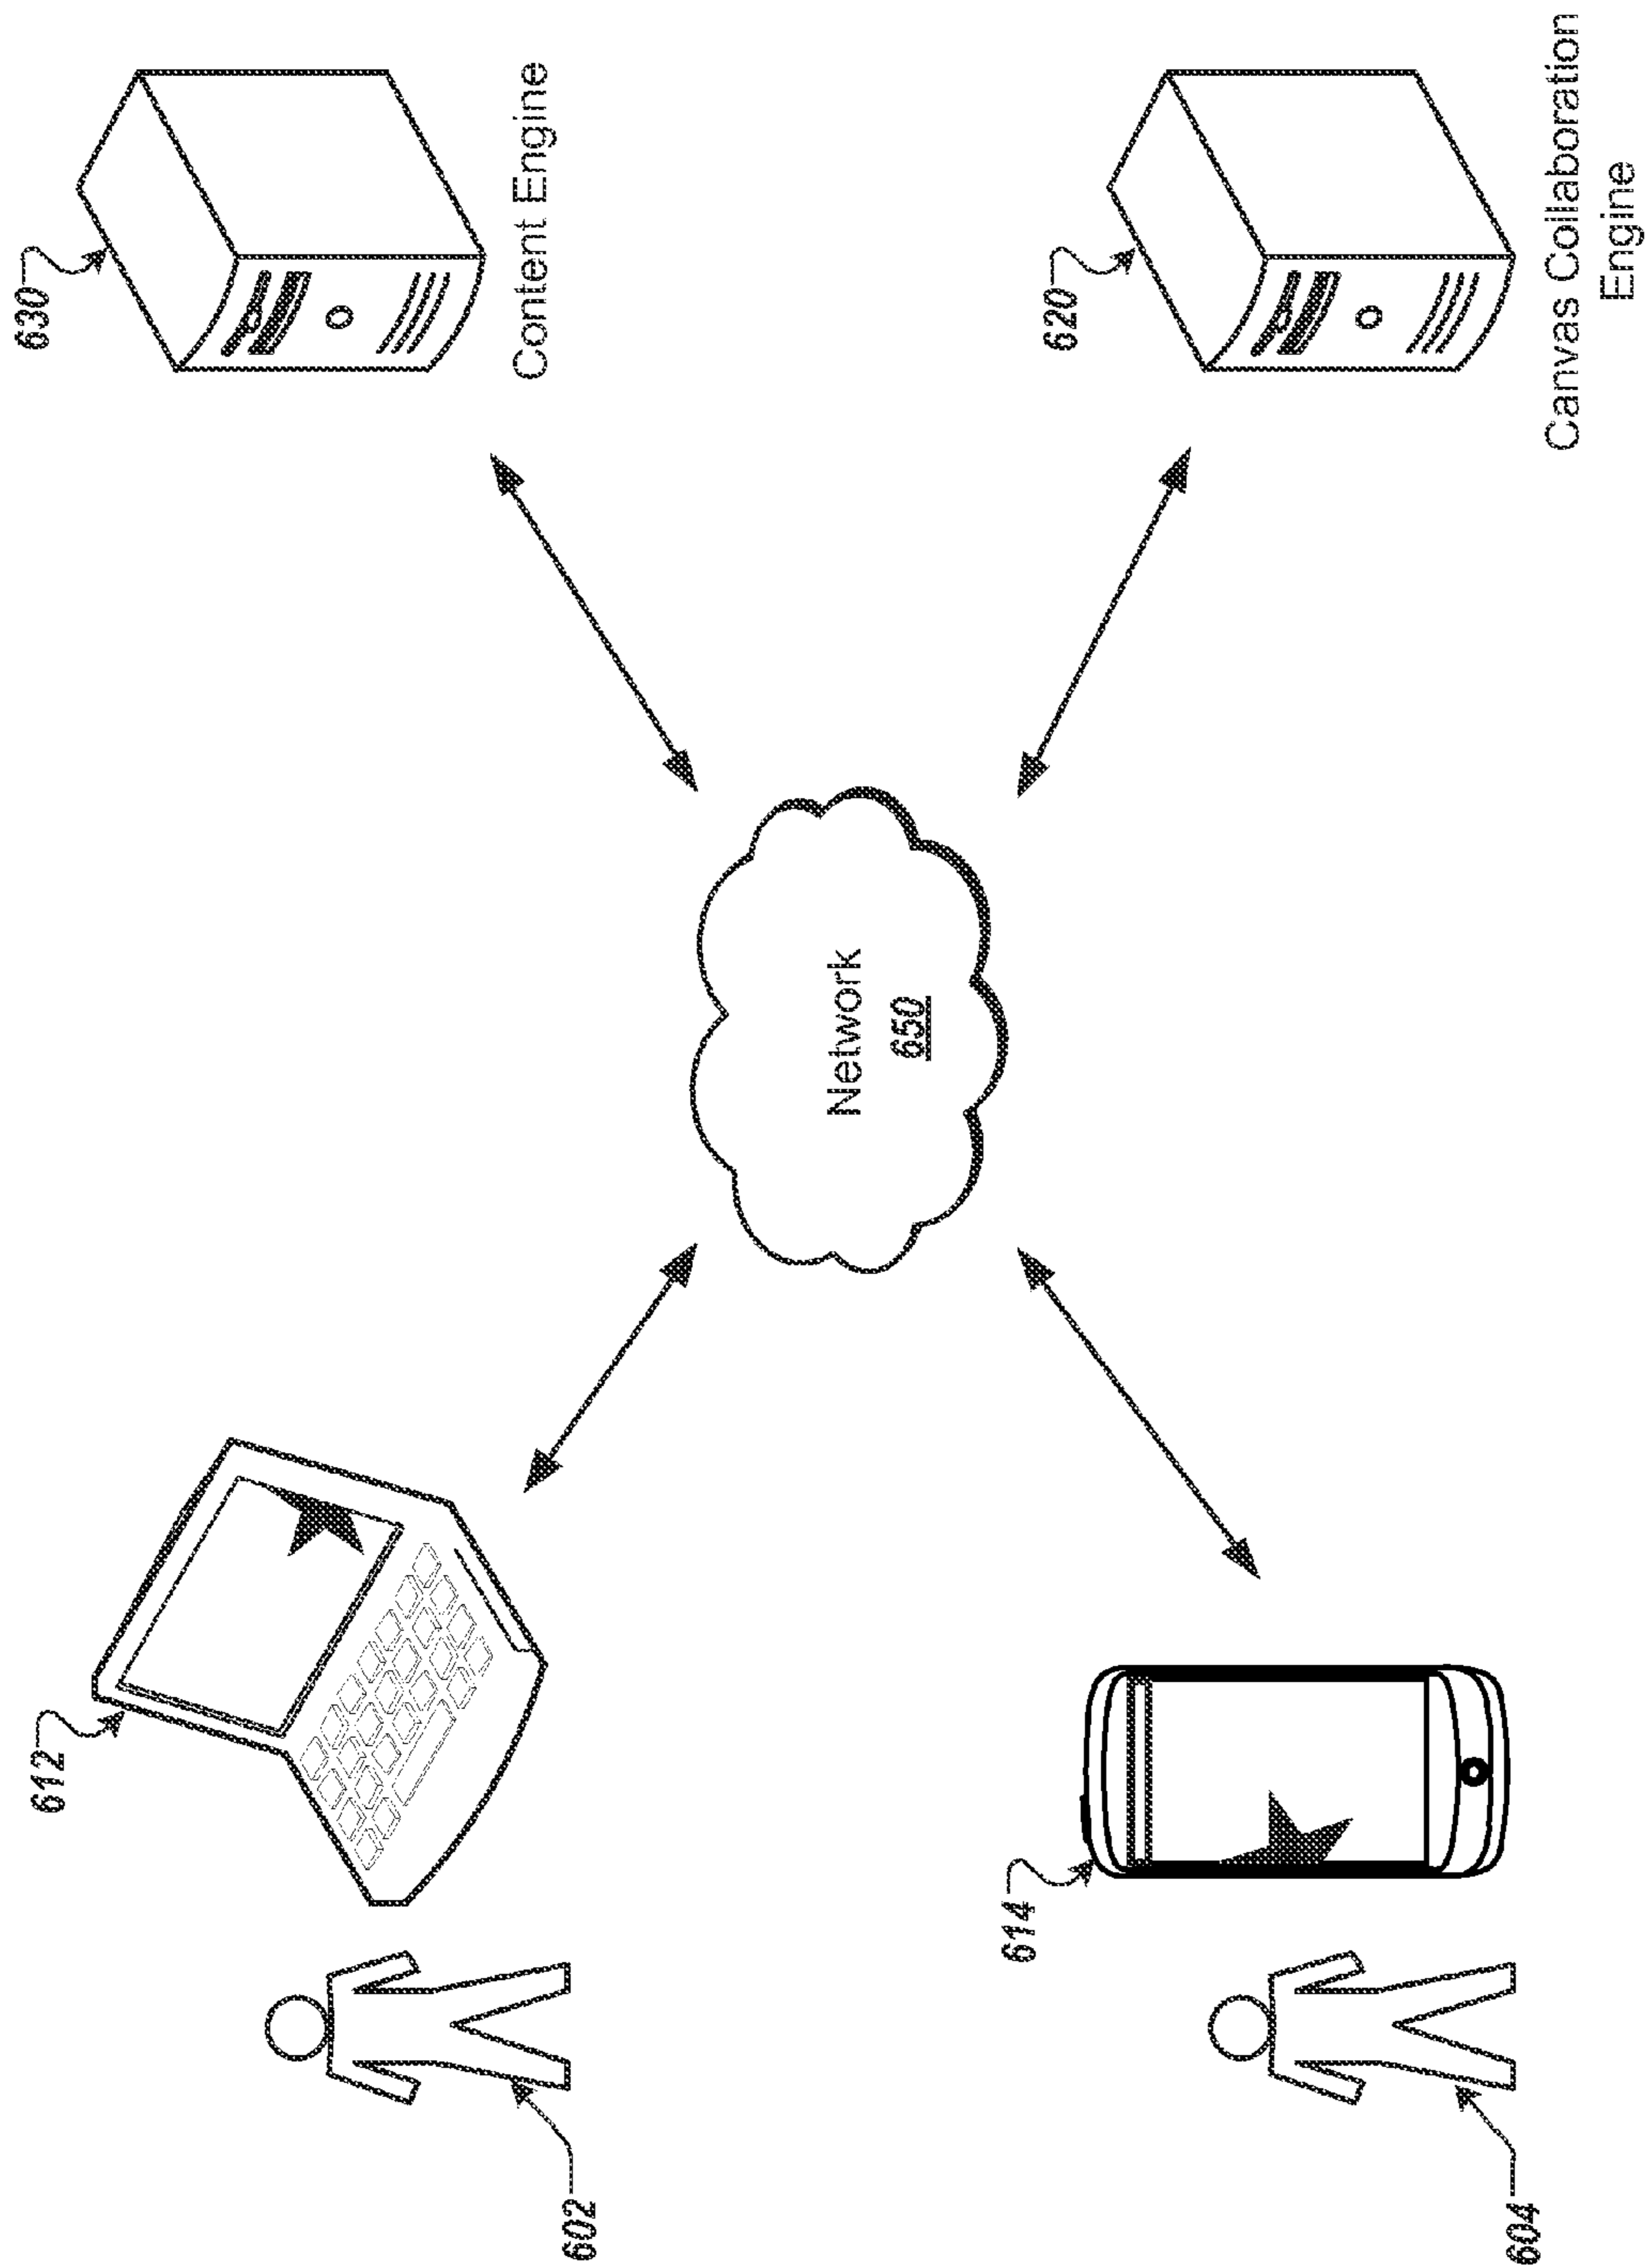 630
Content Engine
612
602
Network
650
620
Canvas Collaboration
Engine
614
604